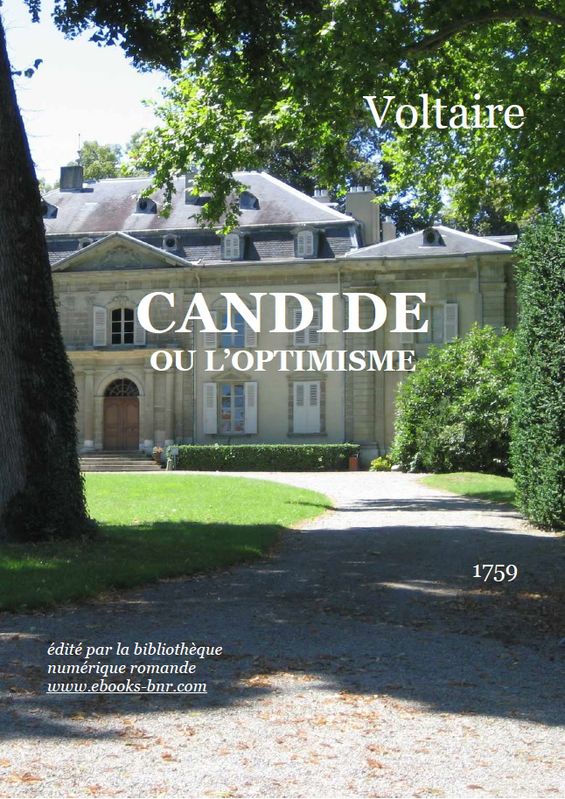 Voltaire
CANDIDE
OU L’OPTIMISME
1759
édité par la bibliothèque
numérique romande
www.ebooks-bnr.com